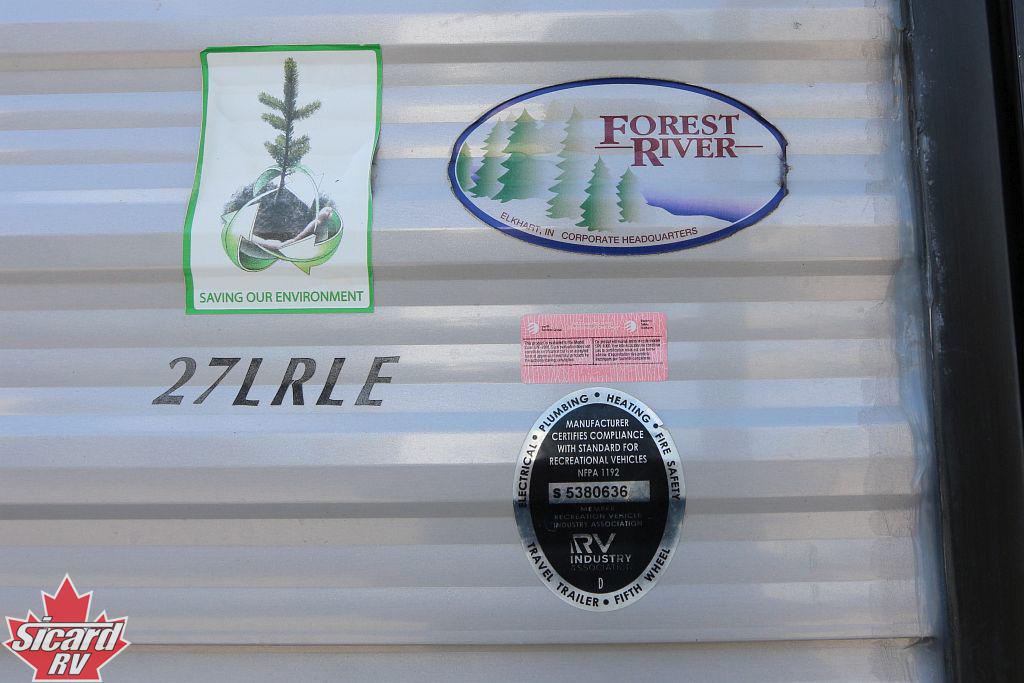 SAVING OUR ENVIRONMENT
FOREST
RIVER
ELKHART, IN CORPORATE HEADQUARTERS
27LRLE
ELECTRICAL • PLUMBING • HEATING • FIRE SAFETY
MANUFACTURER
CERTIFIES COMPLIANCE
WITH STANDARD FOR
RECREATIONAL VEHICLES
NFPA 1192
S 5380636
MEMBER
RECREATION VEHICLE
INDUSTRY ASSOCIATION
RV
INDUSTRY
ASSOCIATION
D
TRAVEL TRAILER • FIFTH WHEEL
Sicard
RV